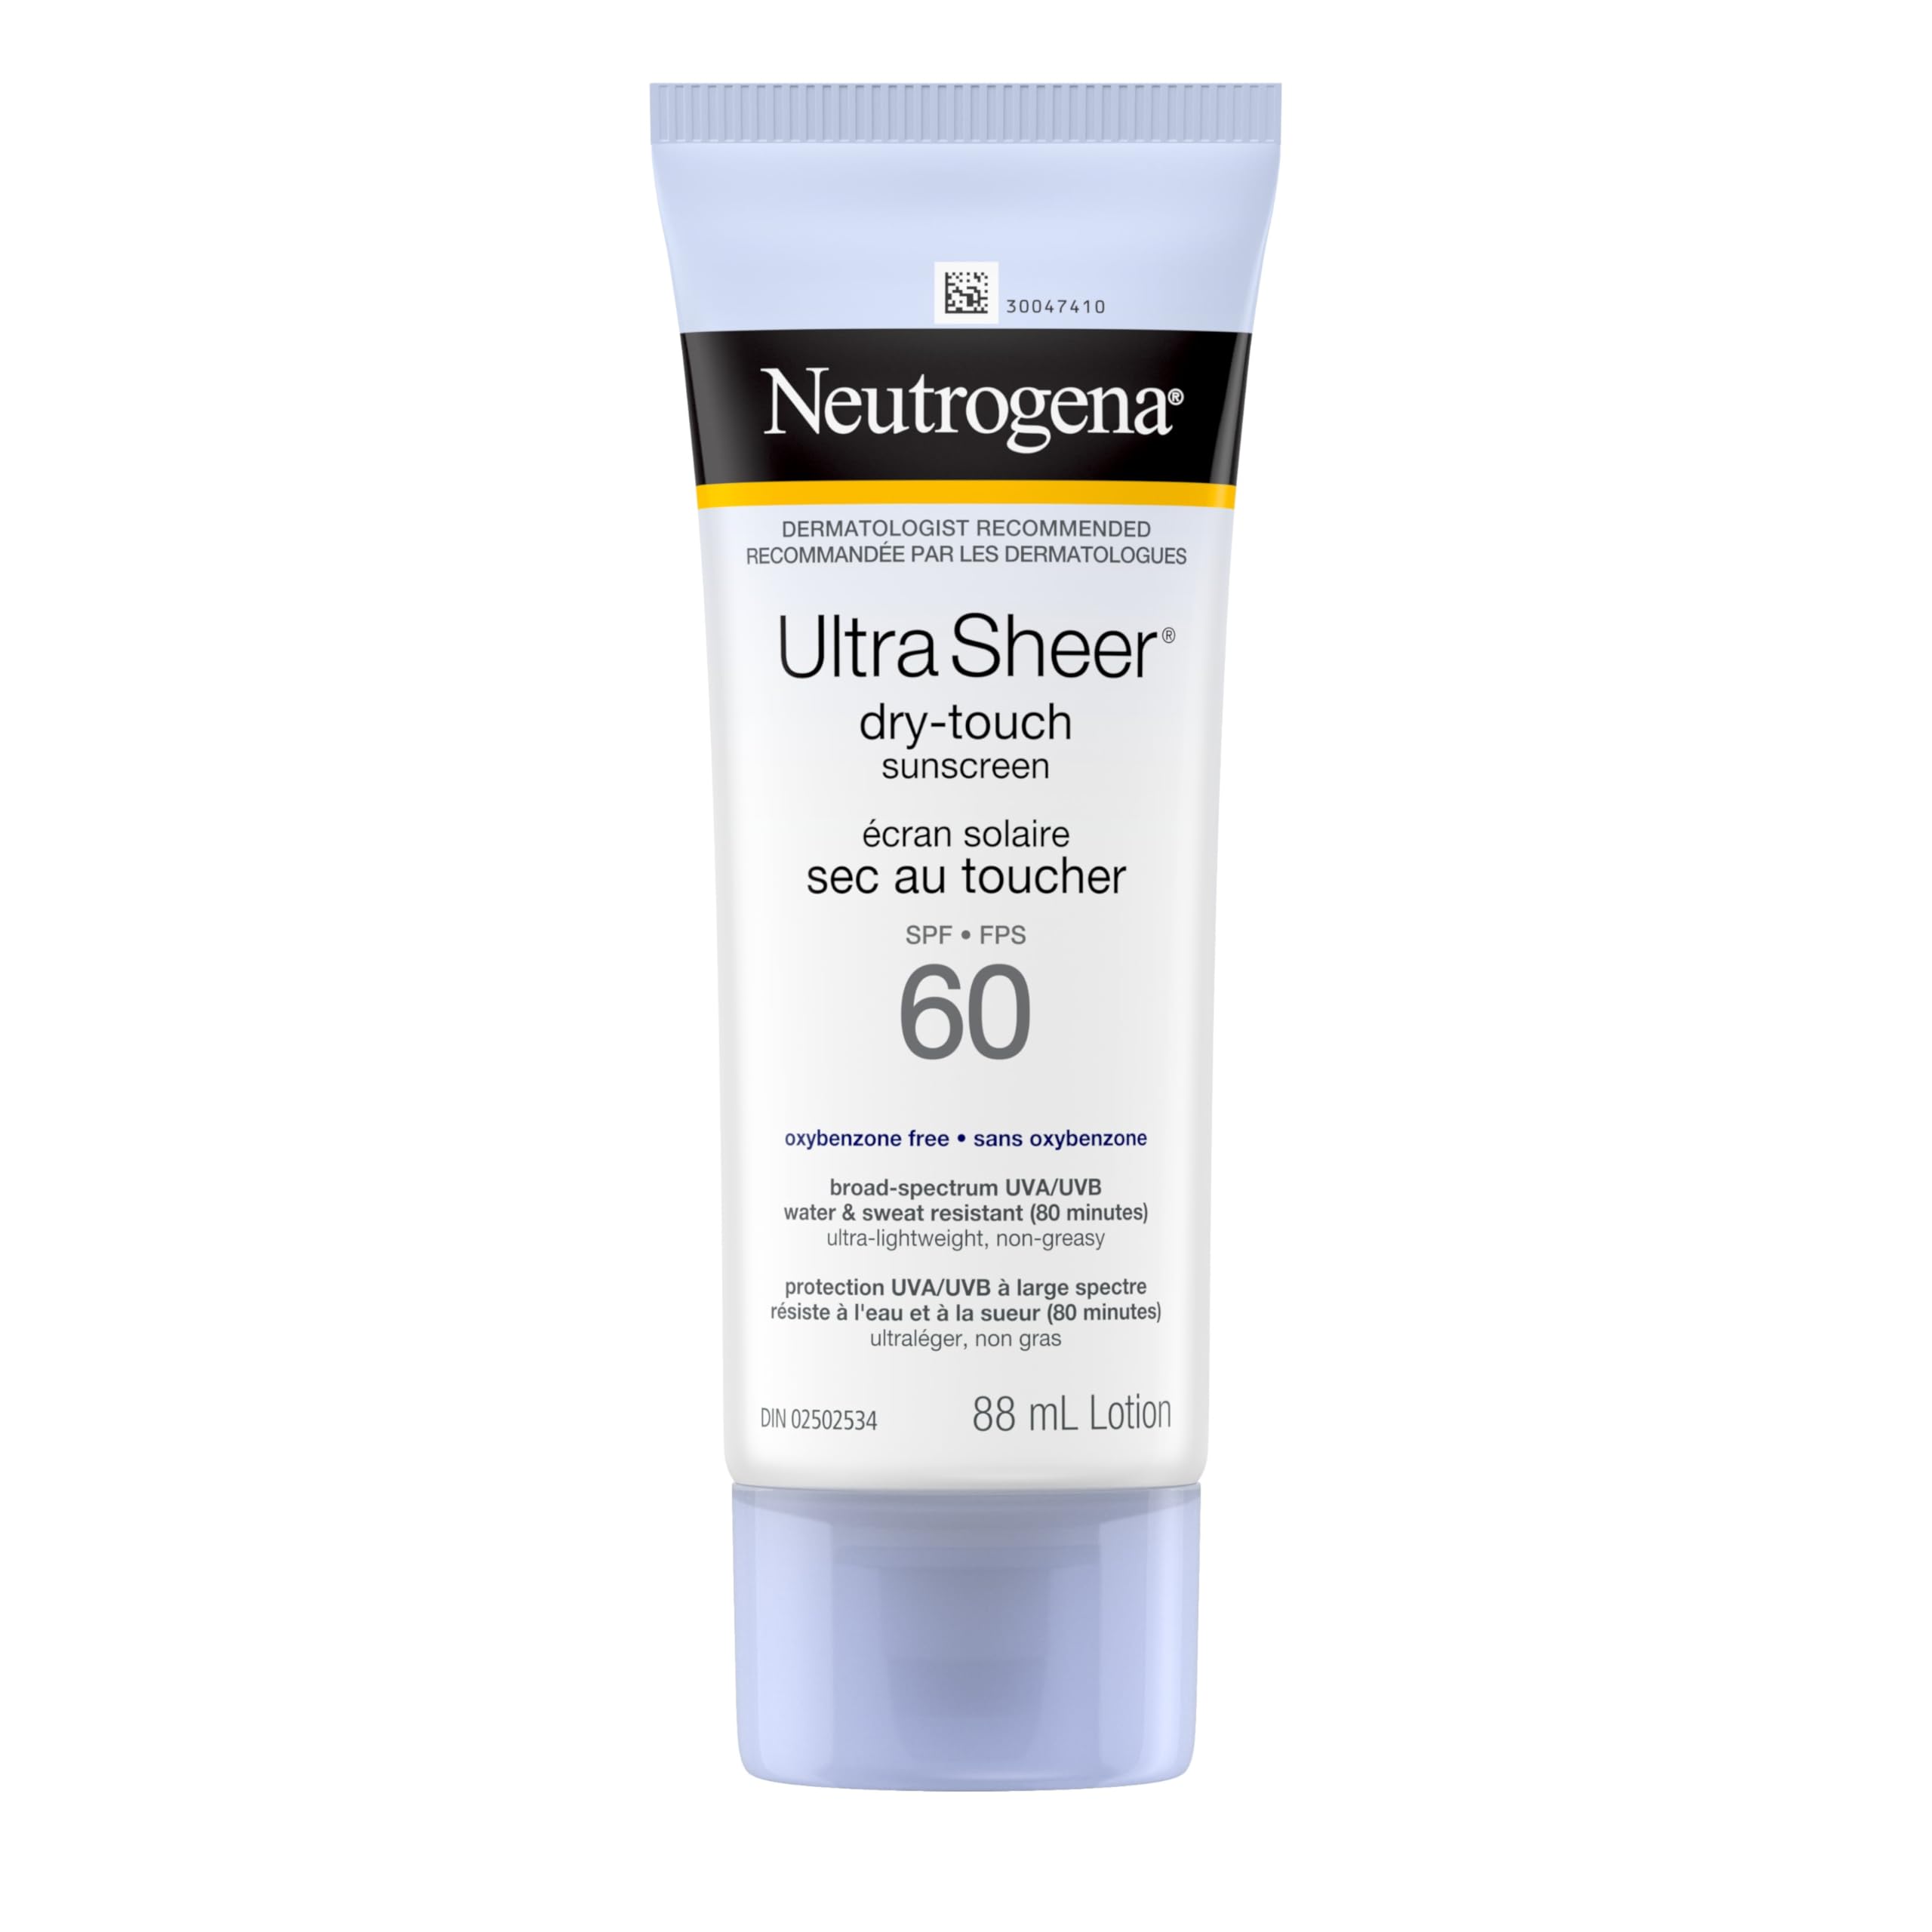 30047410
Neutrogena®
DERMATOLOGIST RECOMMENDED
RECOMMANDÉE PAR LES DERMATOLOGUES
Ultra Sheer®
dry-touch
sunscreen
écran solaire
sec au toucher
SPF • FPS
60
oxybenzone free • sans oxybenzone
broad-spectrum UVA/UVB
water & sweat resistant (80 minutes)
ultra-lightweight, non-greasy
protection UVA/UVB à large spectre
résiste à l'eau et à la sueur (80 minutes)
ultraléger, non gras
DIN 02502534 88 mL Lotion